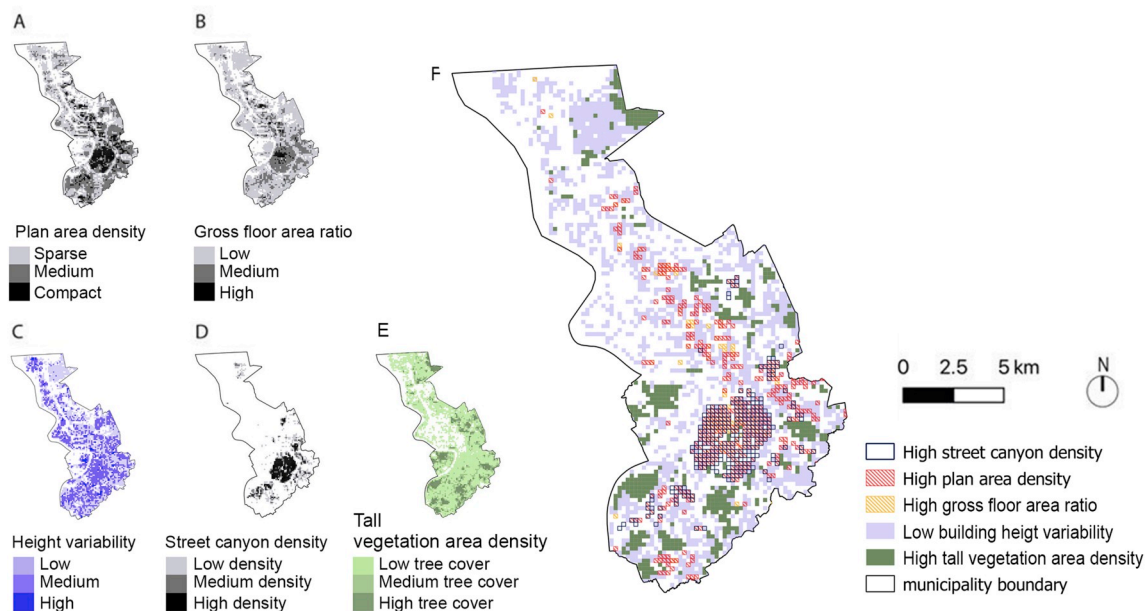 A
B
Plan area density
Sparse
Medium
Compact
Gross floor area ratio
Low
Medium
High
C
D
E
Height variability
Low
Medium
High
Street canyon density
Low density
Medium density
High density
Tall
vegetation area density
Low tree cover
Medium tree cover
High tree cover
F
0 2.5 5 km
N
High street canyon density
High plan area density
High gross floor area ratio
Low building heigt variability
High tall vegetation area density
municipality boundary